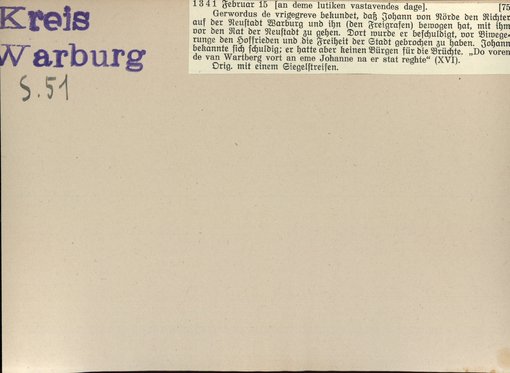 Kreis
Warburg
S. 51
1341 Februar 15 [an deme lutiken vastavendes dage]. [75
Gerwordus de vrigegreve bekundet, daß Johann von Nörde den Richter
auf der Neustadt Warburg und ihn (den Freigrafen) bewogen hat, mit ihm
vor den Rat der Neustadt zu gehen. Dort wurde er beschuldigt, vor Biwege-
runge den Hoffrieden und die Freiheit der Stadt gebrochen zu haben. Johann
bekannte sich schuldig; er hatte aber keinen Bürgen für die Brüchte. „Do voren
de van Wartberg vort an eme Johanne na er stat reghte“ (XVI).
Orig. mit einem Siegelstreifen.